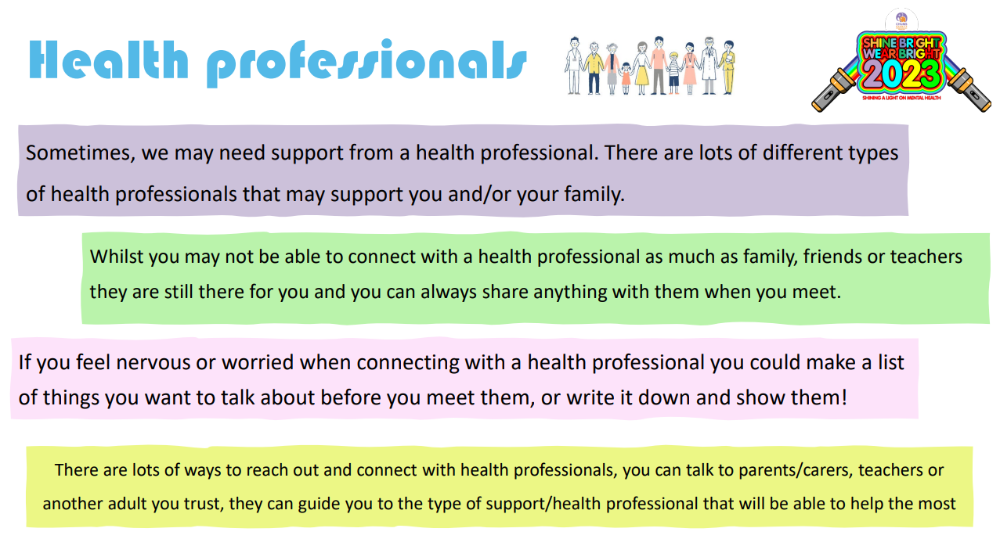 Health professionals
CHUMS
SHINE BRIGHT
WEAR BRIGHT
2023
SHINING A LIGHT ON MENTAL HEALTH
Sometimes, we may need support from a health professional. There are lots of different types
of health professionals that may support you and/or your family.
Whilst you may not be able to connect with a health professional as much as family, friends or teachers
they are still there for you and you can always share anything with them when you meet.
If you feel nervous or worried when connecting with a health professional you could make a list
of things you want to talk about before you meet them, or write it down and show them!
There are lots of ways to reach out and connect with health professionals, you can talk to parents/carers, teachers or
another adult you trust, they can guide you to the type of support/health professional that will be able to help the most